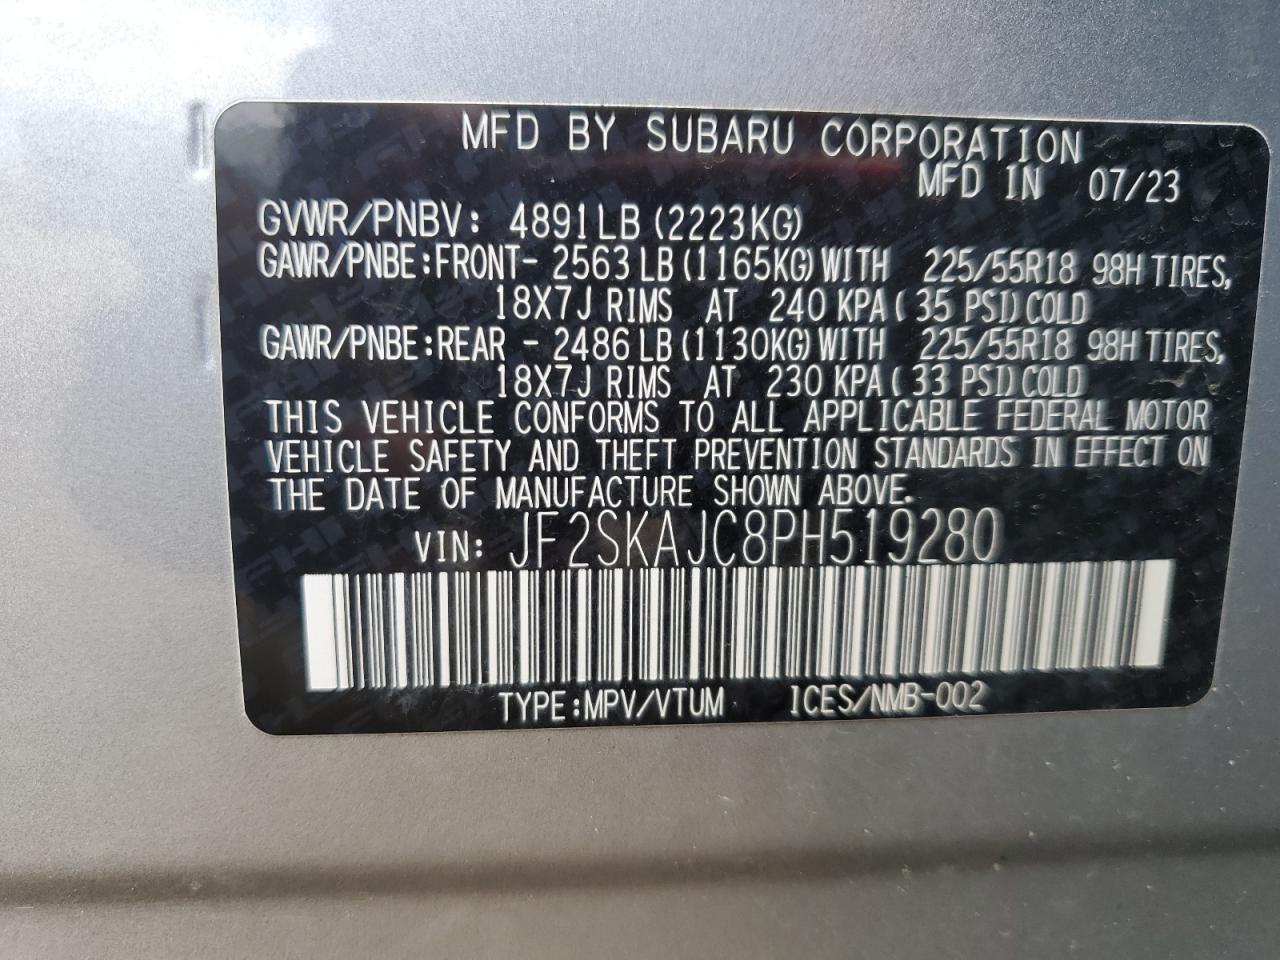 MFD BY SUBARU CORPORATION
MFD IN 07/23
GVWR/PNBV: 4891LB (2223KG)
GAWR/PNBE:FRONT- 2563 LB (1165KG) WITH 225/55R18 98H TIRES,
18X7J RIMS AT 240 KPA ( 35 PSI) COLD
GAWR/PNBE:REAR - 2486 LB (1130KG) WITH 225/55R18 98H TIRES,
18X7J RIMS AT 230 KPA ( 33 PSI) COLD
THIS VEHICLE CONFORMS TO ALL APPLICABLE FEDERAL MOTOR
VEHICLE SAFETY AND THEFT PREVENTION STANDARDS IN EFFECT ON
THE DATE OF MANUFACTURE SHOWN ABOVE.
VIN: JF2SKAJC8PH519280
TYPE:MPV/VTUM ICES/NMB-002